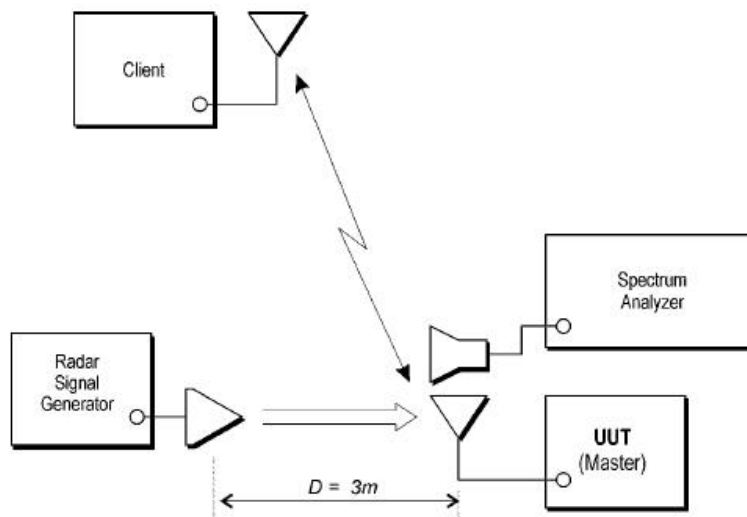 Client
Spectrum
Analyzer
Radar
Signal
Generator
UUT
(Master)
D = 3m